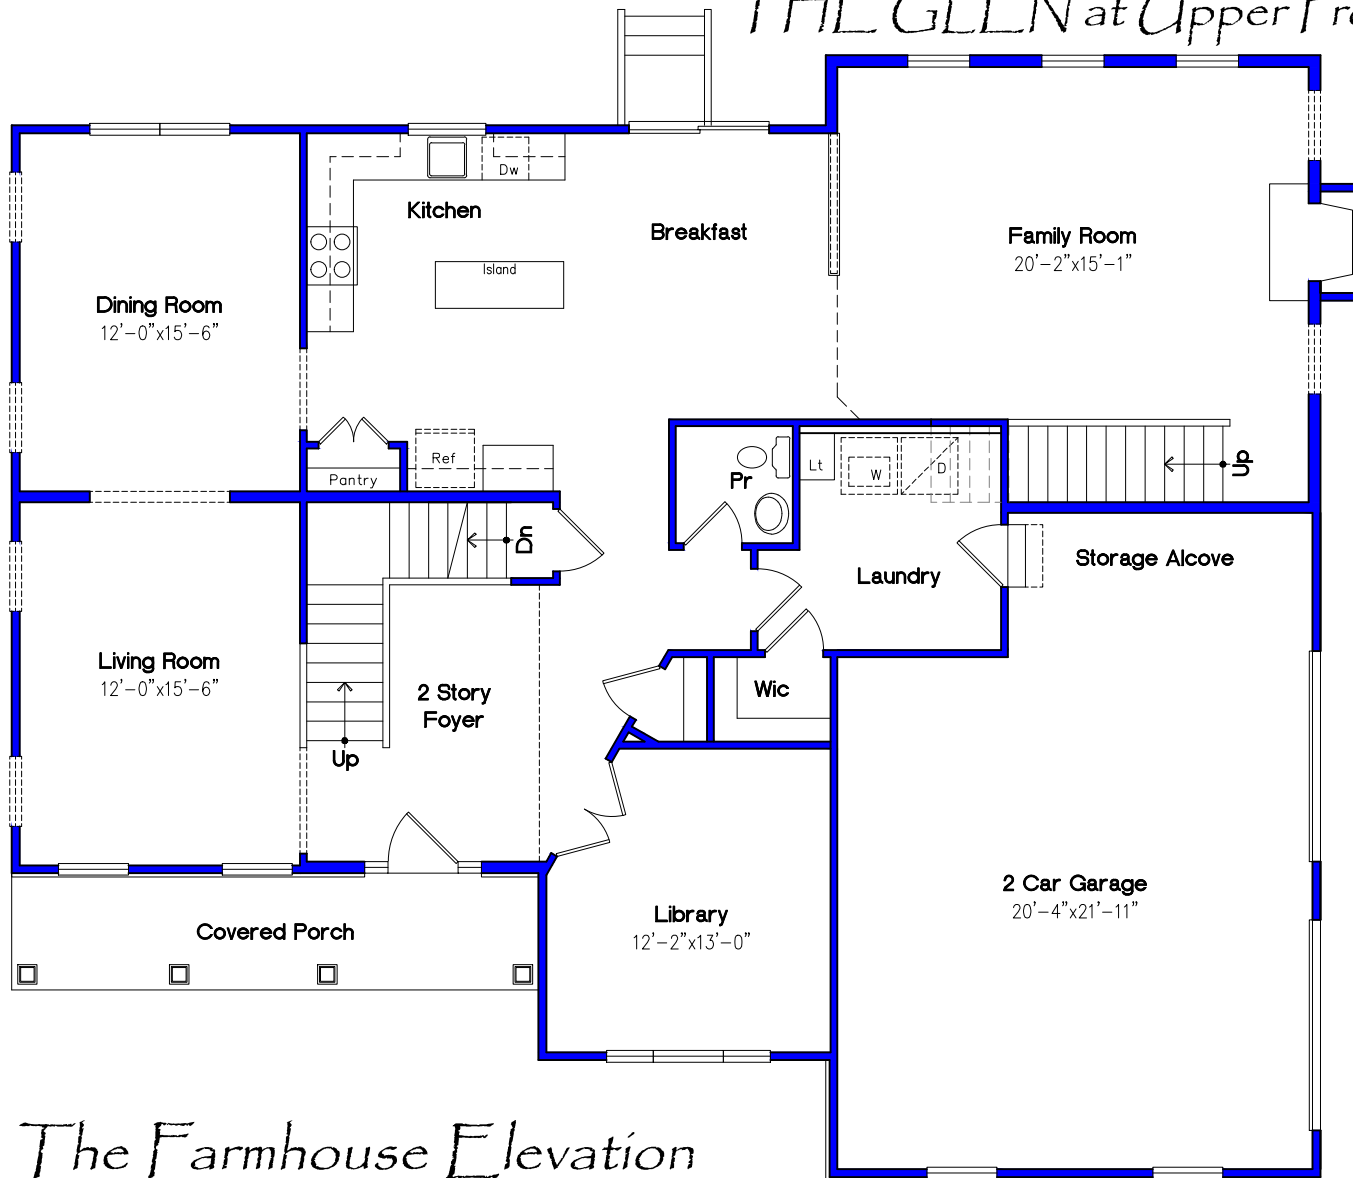 THE GLEN at Upper Fre
Dw
Kitchen
Breakfast
Family Room
20'-2"x15'-1"
Island
Dining Room
12'-0"x15'-6"
Ref
Pantry
Pr
Lt
W
D
Up
Dn
Storage Alcove
Laundry
Living Room
12'-0"x15'-6"
2 Story
Foyer
Wic
Up
2 Car Garage
20'-4"x21'-11"
Library
12'-2"x13'-0"
Covered Porch
The Farmhouse Elevation